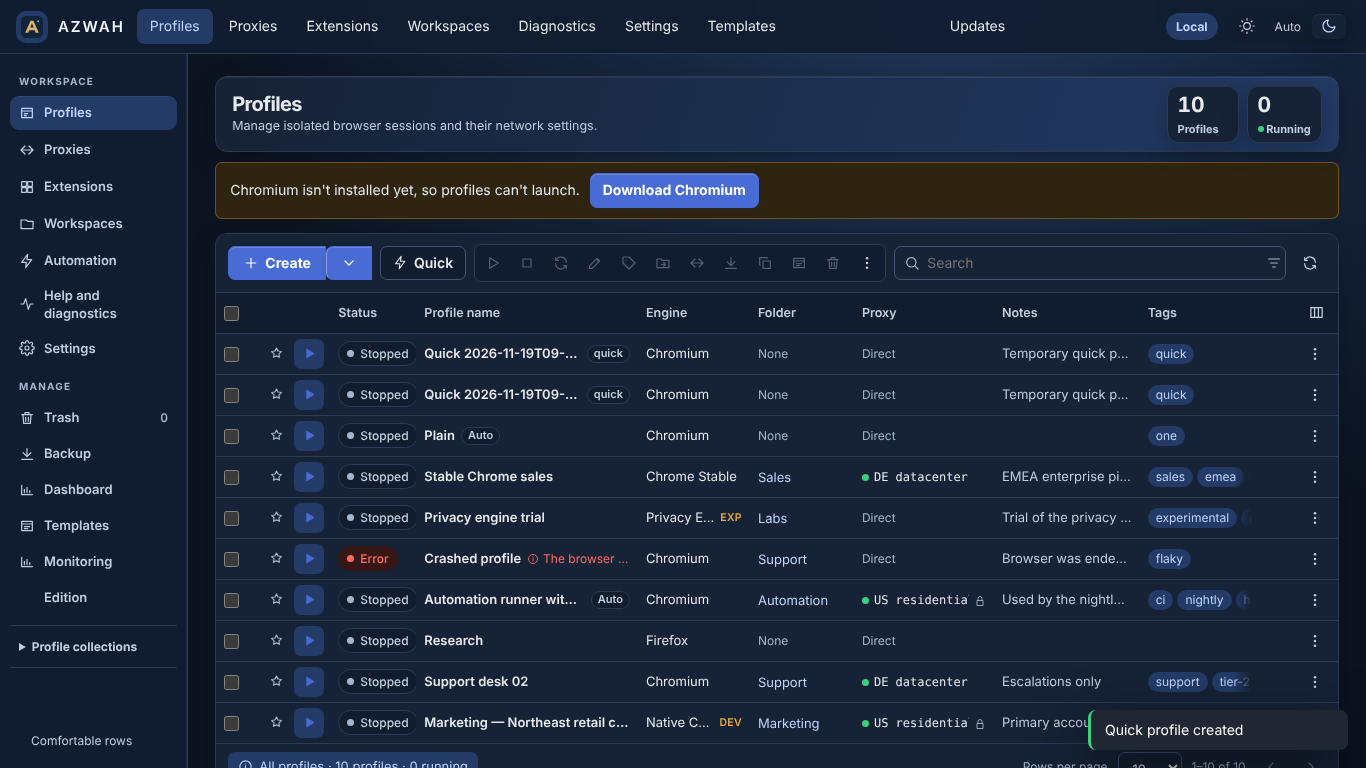 AZWAH
Profiles
Proxies
Extensions
Workspaces
Diagnostics
Settings
Templates
Updates
Local
Auto
WORKSPACE
Profiles
Proxies
Extensions
Workspaces
Automation
Help and
diagnostics
Settings
MANAGE
Trash 0
Backup
Dashboard
Templates
Monitoring
Edition
Profile collections
Comfortable rows
Profiles
Manage isolated browser sessions and their network settings.
10
Profiles
0
Running
Chromium isn't installed yet, so profiles can't launch. Download Chromium
Create Quick Search
Status Profile name Engine Folder Proxy Notes Tags
Stopped Quick 2026-11-19T09-... quick Chromium None Direct Temporary quick p... quick
Stopped Quick 2026-11-19T09-... quick Chromium None Direct Temporary quick p... quick
Stopped Plain Auto Chromium None Direct one
Stopped Stable Chrome sales Chrome Stable Sales DE datacenter EMEA enterprise pi... sales emea
Stopped Privacy engine trial Privacy E... EXP Labs Direct Trial of the privacy ... experimental
Error Crashed profile The browser ... Chromium Support Direct Browser was ende... flaky
Stopped Automation runner wit... Auto Chromium Automation US residentia Used by the nightl... ci nightly
Stopped Research Firefox None Direct
Stopped Support desk 02 Chromium Support DE datacenter Escalations only support tier-2
Stopped Marketing — Northeast retail c... Native C... DEV Marketing US residentia Primary accou
Quick profile created
All profiles · 10 profiles · 0 running
Rows per page 10 1–10 of 10